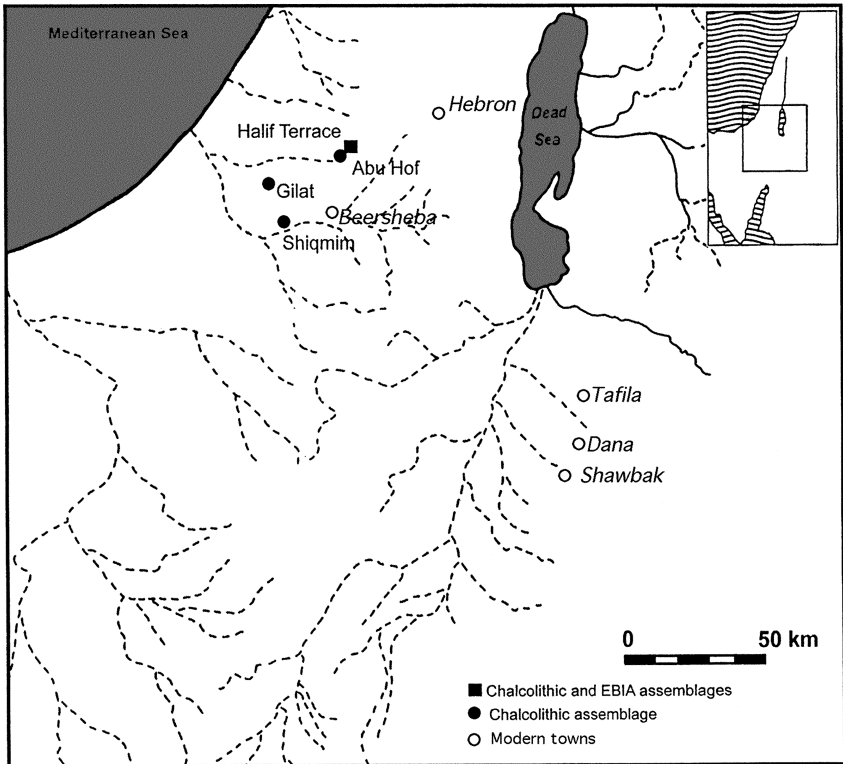 Mediterranean Sea
Hebron
Dead
Sea
Halif Terrace
Abu Hof
Gilat
Beersheba
Shiqmim
Tafila
Dana
Shawbak
0 50 km
Chalcolithic and EBIA assemblages
Chalcolithic assemblage
Modern towns